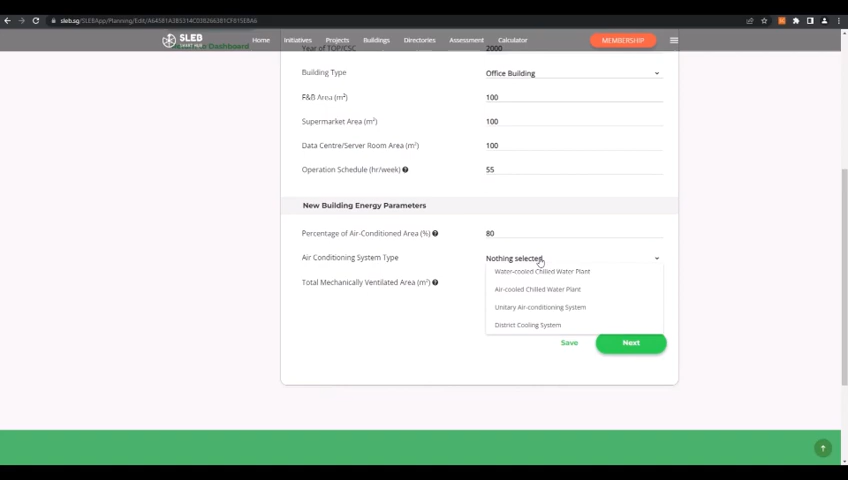 sleb.sg/SLEBApp/Planning/Edit/A64581A3B5314CD3B266381CF815E8A6
SLEB
Dashboard
Home
Initiatives
Projects
Buildings
Directories
Assessment
Calculator
MEMBERSHIP
Year of TOP/CSC
2000
Building Type
Office Building
F&B Area (m²)
100
Supermarket Area (m²)
100
Data Centre/Server Room Area (m²)
100
Operation Schedule (hr/week)
55
New Building Energy Parameters
Percentage of Air-Conditioned Area (%)
80
Air Conditioning System Type
Nothing selected
Water-cooled Chilled Water Plant
Air-cooled Chilled Water Plant
Unitary Air-conditioning System
District Cooling System
Total Mechanically Ventilated Area (m²)
Save
Next